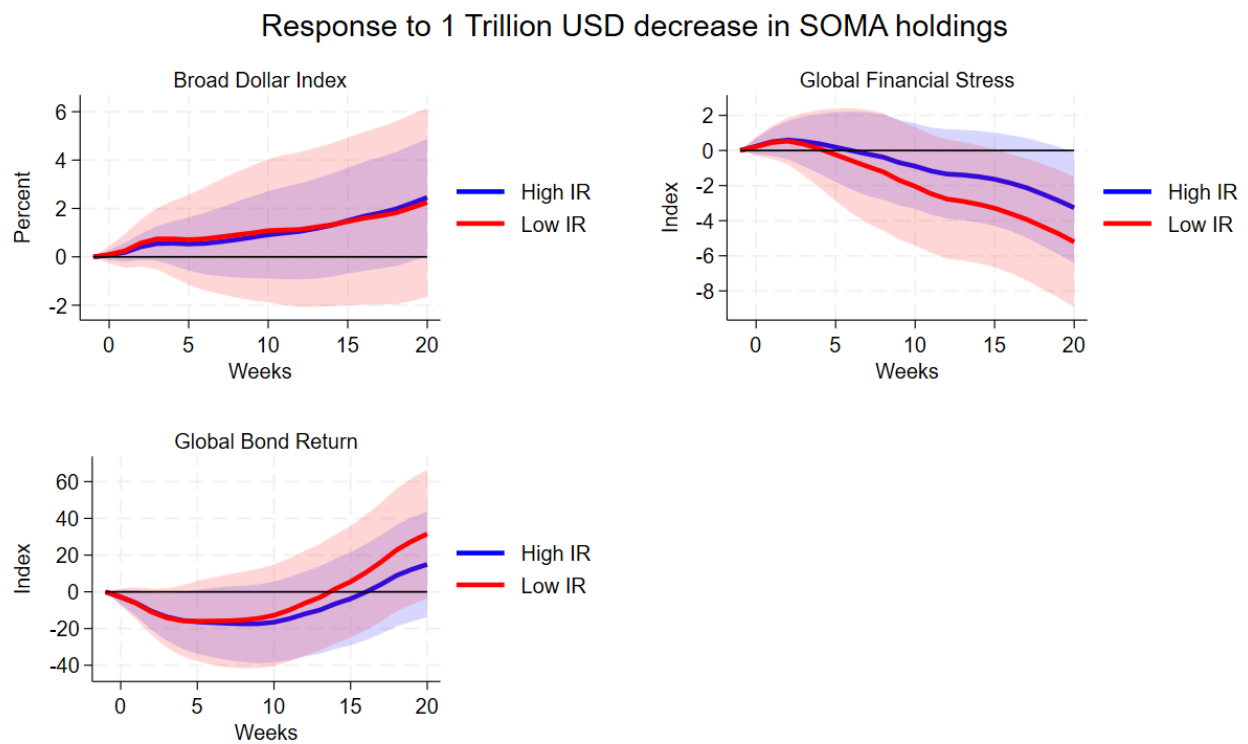 Response to 1 Trillion USD decrease in SOMA holdings
Broad Dollar Index
6
4
2
0
-2
Percent
0 5 10 15 20
Weeks
High IR
Low IR
Global Financial Stress
2
0
-2
-4
-6
-8
Index
0 5 10 15 20
Weeks
High IR
Low IR
Global Bond Return
60
40
20
0
-20
-40
Index
0 5 10 15 20
Weeks
High IR
Low IR